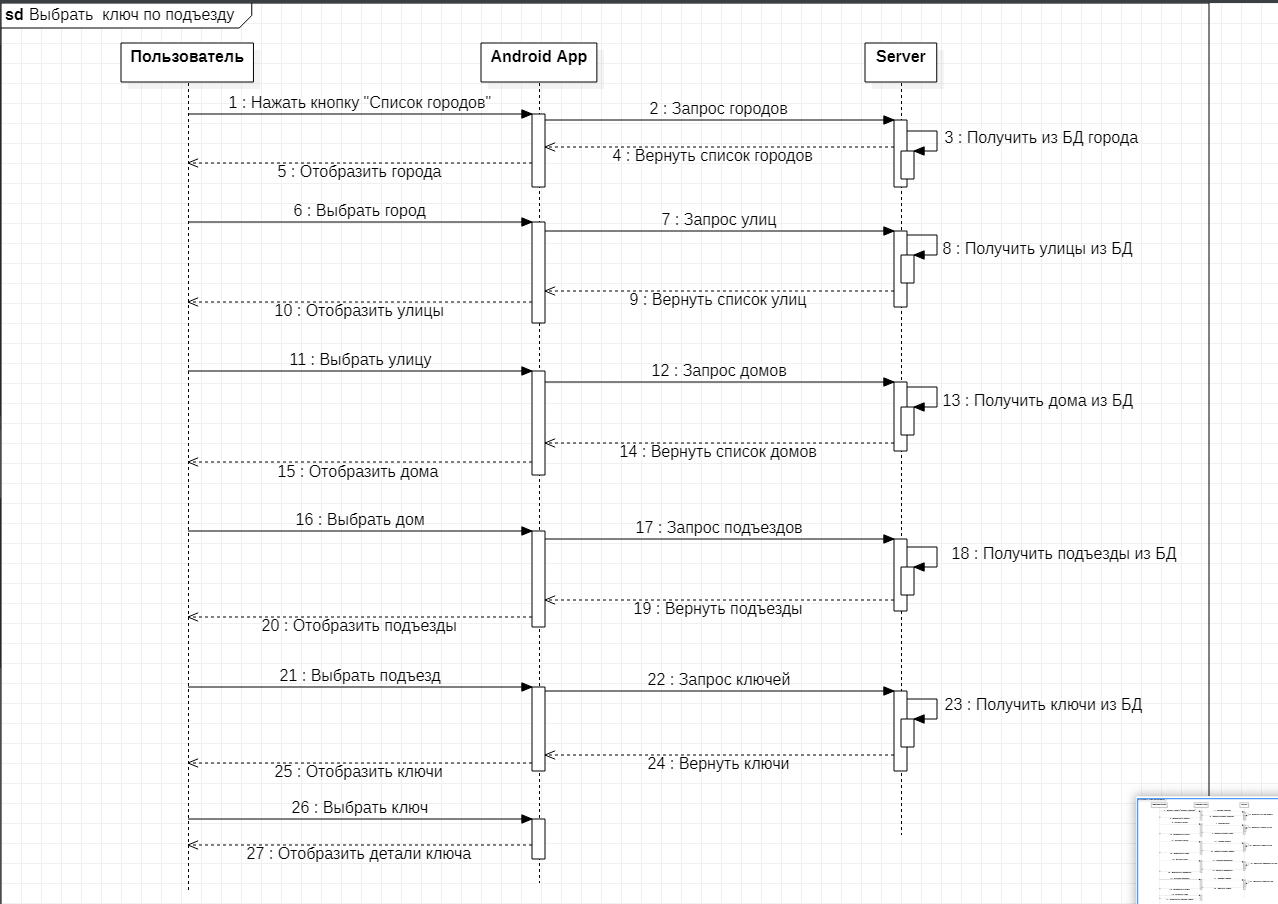 sd Выбрать ключ по подъезду
Пользователь
Android App
Server
1 : Нажать кнопку "Список городов"
2 : Запрос городов
3 : Получить из БД города
4 : Вернуть список городов
5 : Отобразить города
6 : Выбрать город
7 : Запрос улиц
8 : Получить улицы из БД
9 : Вернуть список улиц
10 : Отобразить улицы
11 : Выбрать улицу
12 : Запрос домов
13 : Получить дома из БД
14 : Вернуть список домов
15 : Отобразить дома
16 : Выбрать дом
17 : Запрос подъездов
18 : Получить подъезды из БД
19 : Вернуть подъезды
20 : Отобразить подъезды
21 : Выбрать подъезд
22 : Запрос ключей
23 : Получить ключи из БД
24 : Вернуть ключи
25 : Отобразить ключи
26 : Выбрать ключ
27 : Отобразить детали ключа